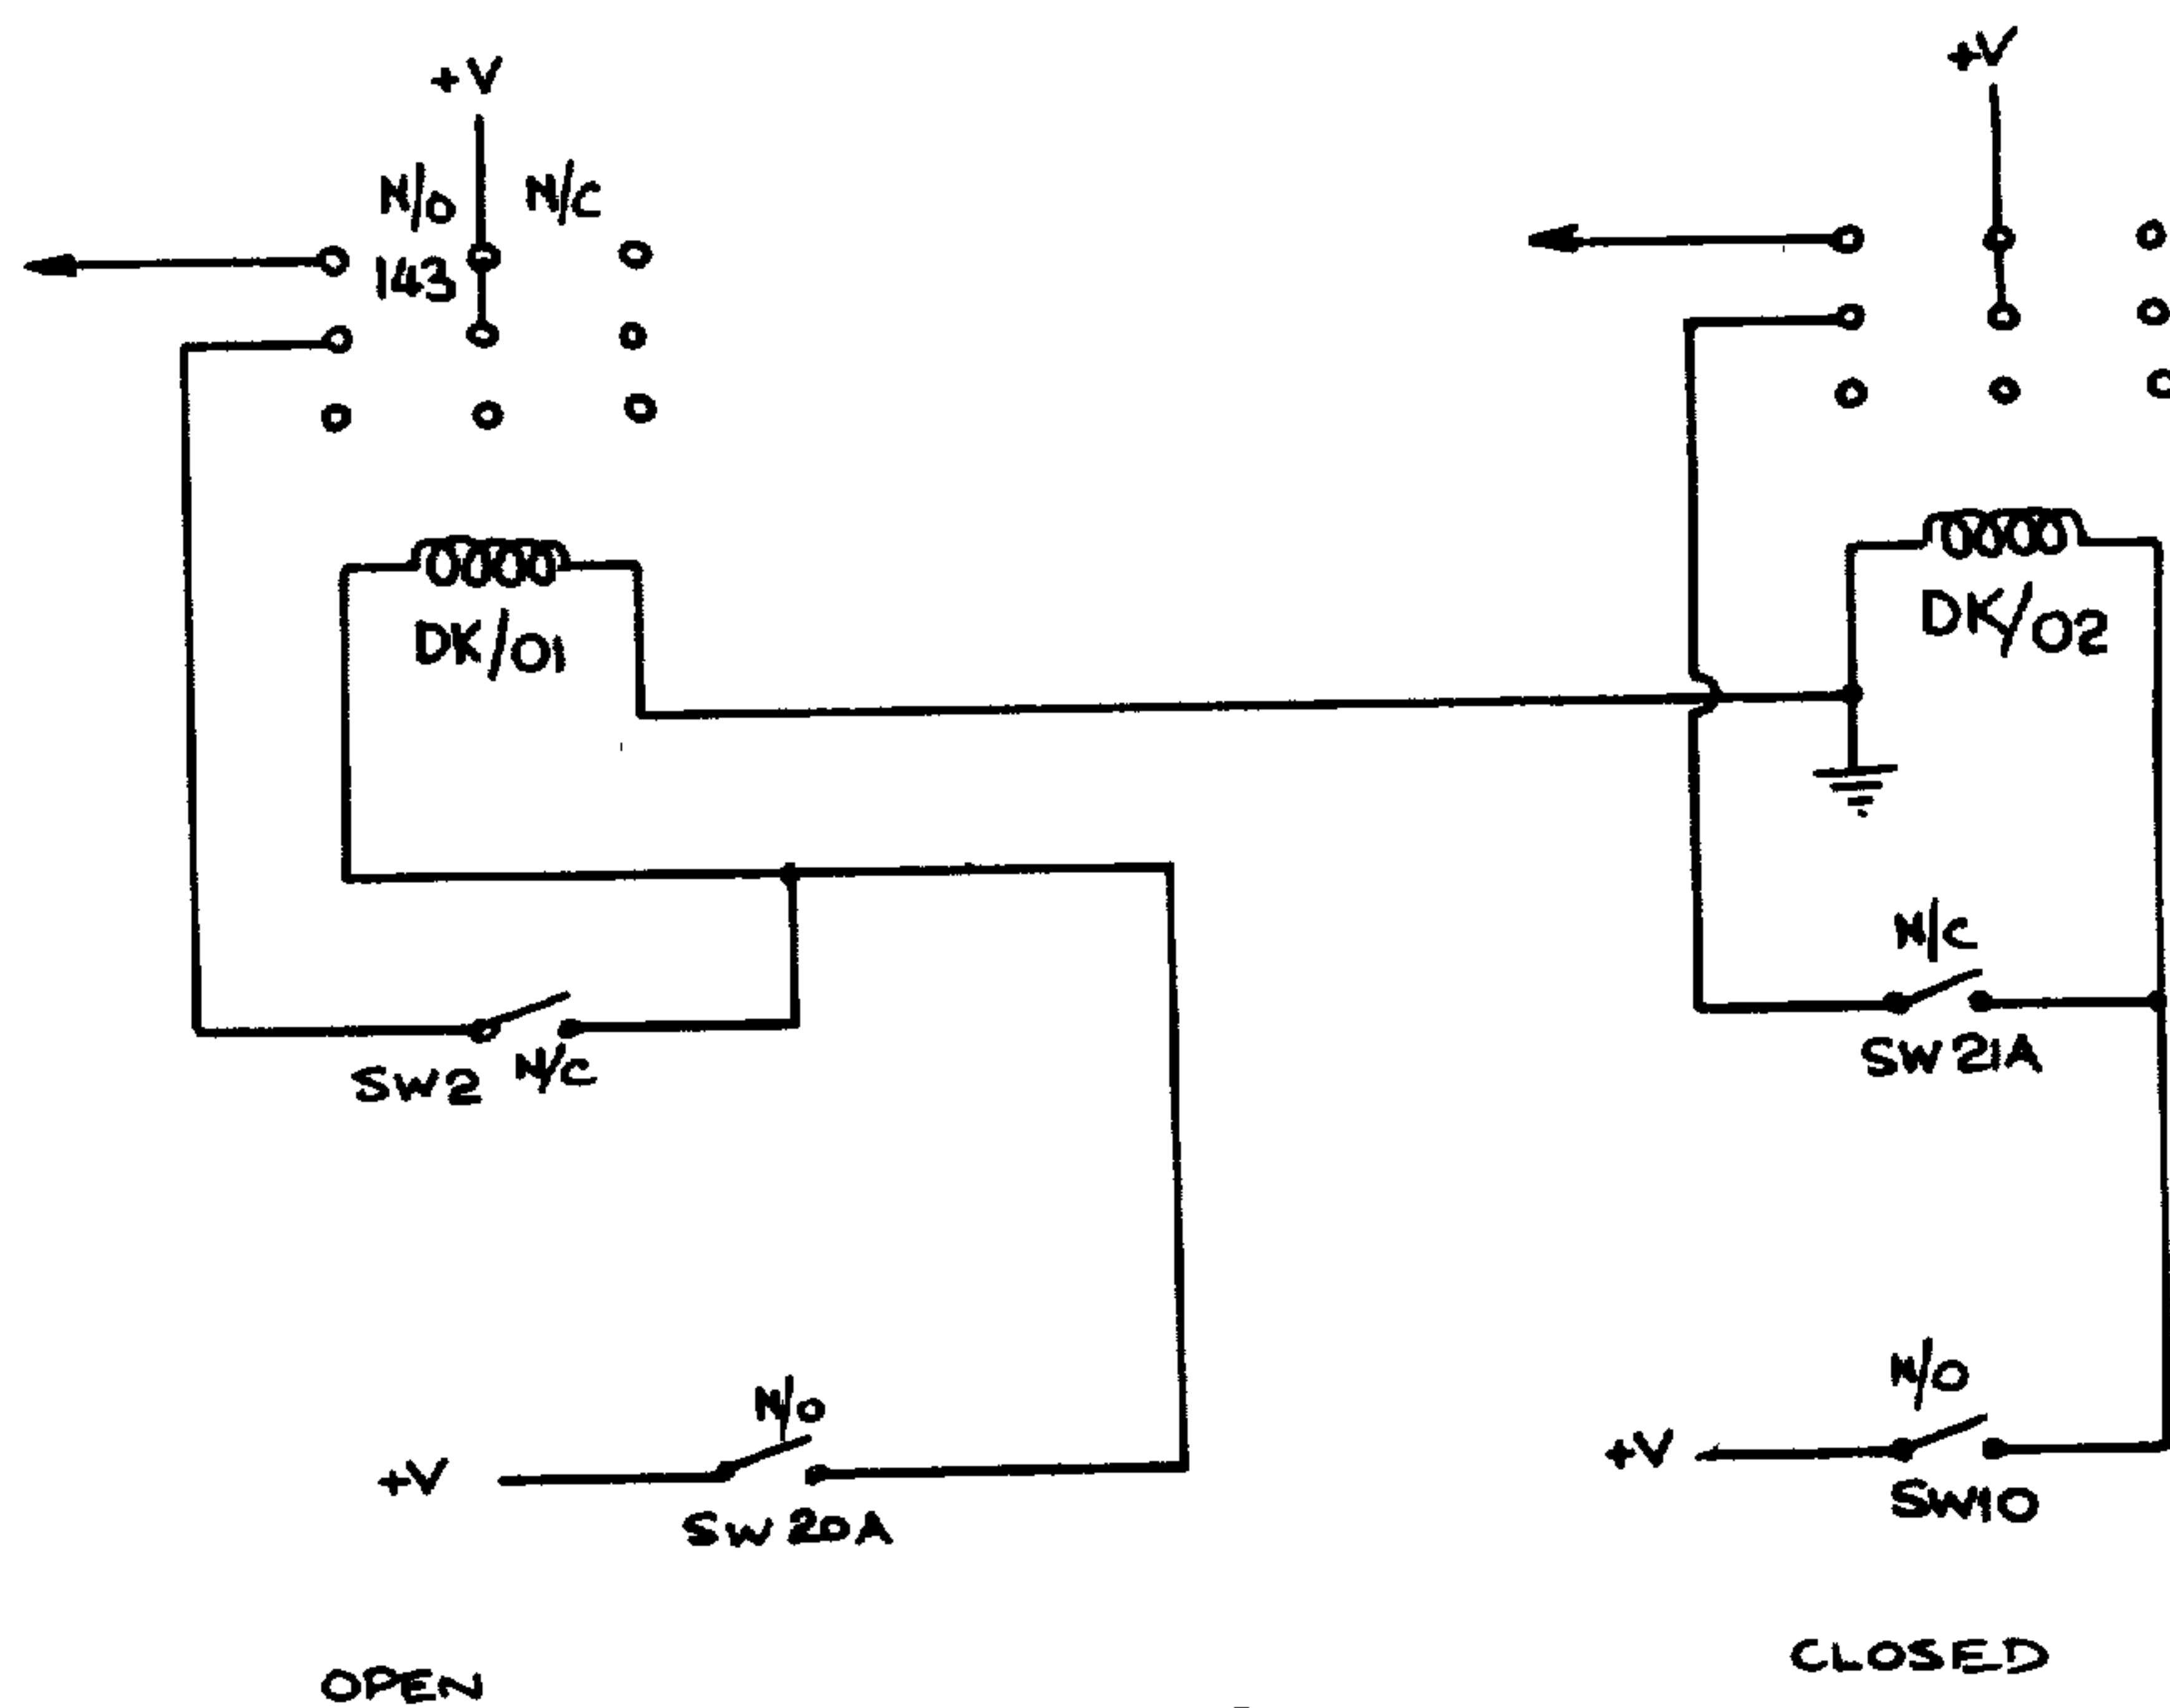 +V
+V
N/O N/C
143
DK/01
DK/02
N/C
SW2 N/C
SW21A
N/O
N/O
+V
+V
SW20A
SW10
OPEN
CLOSED